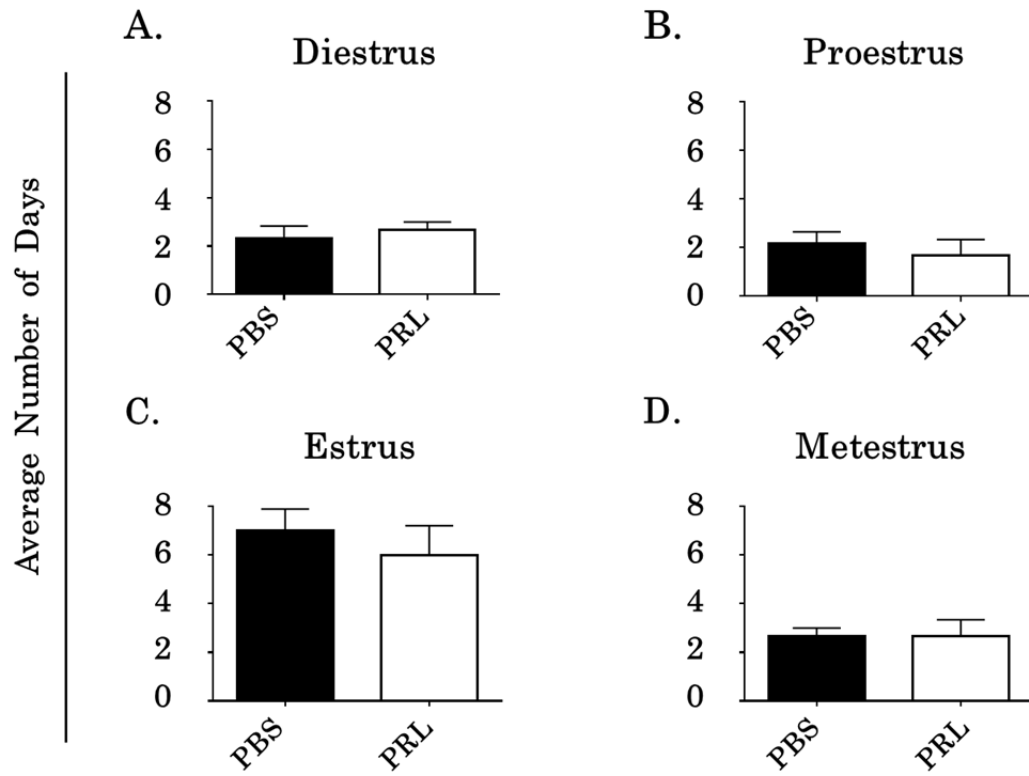 Average Number of Days
A.
Diestrus
8
6
4
2
0
PBS
PRL
B.
Proestrus
8
6
4
2
0
PBS
PRL
C.
Estrus
8
6
4
2
0
PBS
PRL
D.
Metestrus
8
6
4
2
0
PBS
PRL